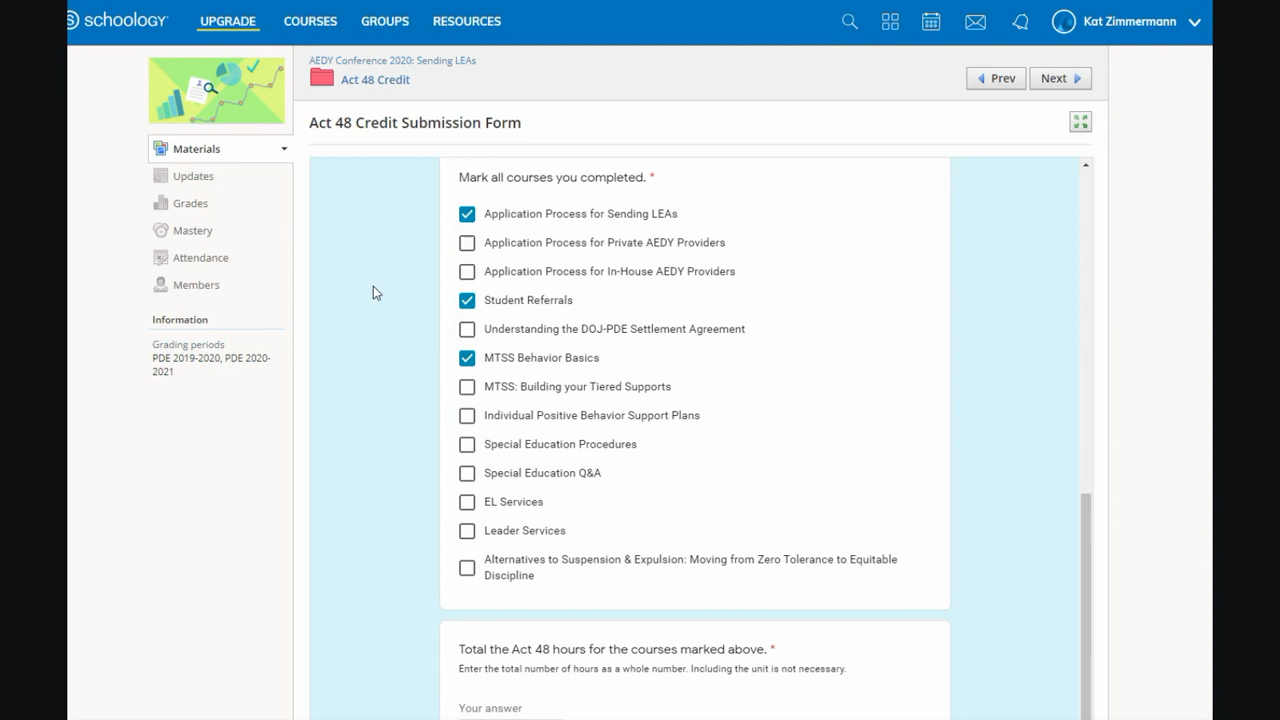 schoology
UPGRADE
COURSES
GROUPS
RESOURCES
Kat Zimmermann
AEDY Conference 2020: Sending LEAs
Act 48 Credit
Prev
Next
Act 48 Credit Submission Form
Materials
Updates
Grades
Mastery
Attendance
Members
Information
Grading periods
PDE 2019-2020, PDE 2020-
2021
Mark all courses you completed. *
Application Process for Sending LEAs
Application Process for Private AEDY Providers
Application Process for In-House AEDY Providers
Student Referrals
Understanding the DOJ-PDE Settlement Agreement
MTSS Behavior Basics
MTSS: Building your Tiered Supports
Individual Positive Behavior Support Plans
Special Education Procedures
Special Education Q&A
EL Services
Leader Services
Alternatives to Suspension & Expulsion: Moving from Zero Tolerance to Equitable
Discipline
Total the Act 48 hours for the courses marked above. *
Enter the total number of hours as a whole number. Including the unit is not necessary.
Your answer